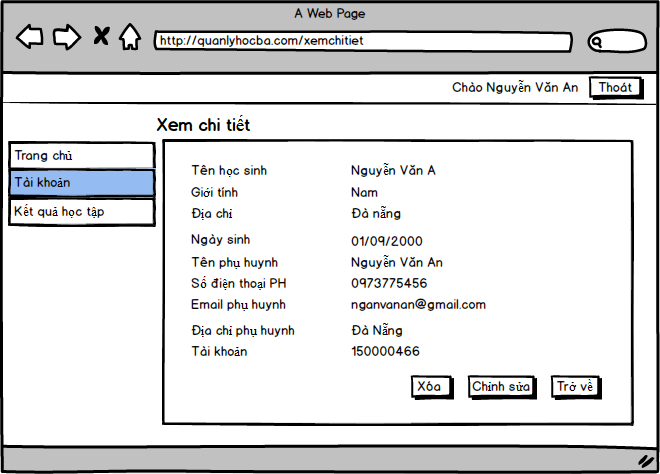 A Web Page
http://quanlyhocba.com/xemchitiet
Chào Nguyễn Văn An Thoát
Xem chi tiết
Trang chủ
Tài khoản
Kết quả học tập
Tên học sinh Nguyễn Văn A
Giới tính Nam
Địa chỉ Đà nẵng
Ngày sinh 01/09/2000
Tên phụ huynh Nguyễn Văn An
Số điện thoại PH 0973775456
Email phụ huynh nganvanan@gmail.com
Địa chỉ phụ huynh Đà Nẵng
Tài khoản 150000466
Xóa Chỉnh sửa Trở về